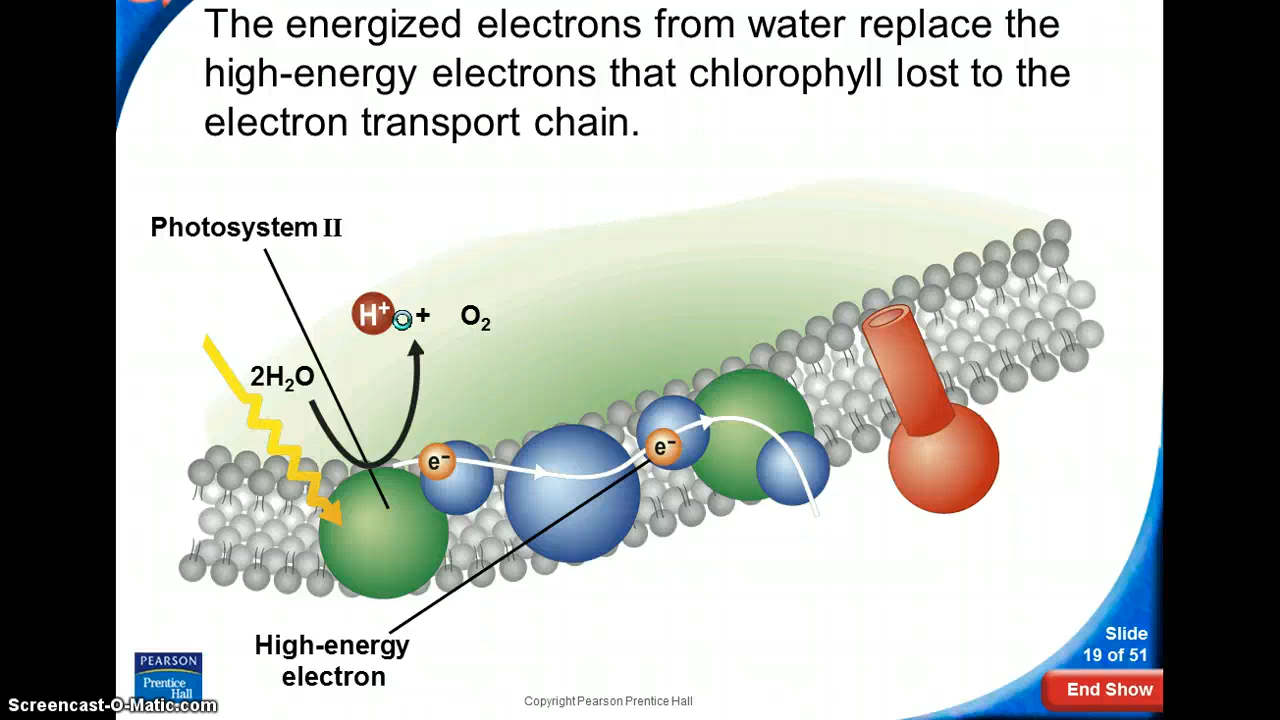 The energized electrons from water replace the
high-energy electrons that chlorophyll lost to the
electron transport chain.
Photosystem II
H⁺ + O₂
2H₂O
e⁻
e⁻
High-energy
electron
Slide
19 of 51
PEARSON
Prentice
Hall
End Show
Copyright Pearson Prentice Hall
Screencast-O-Matic.com